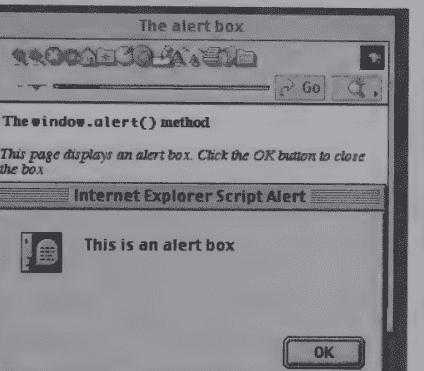 The alert box
Go
The window.alert() method
This page displays an alert box. Click the OK button to close
the box
Internet Explorer Script Alert
This is an alert box
OK